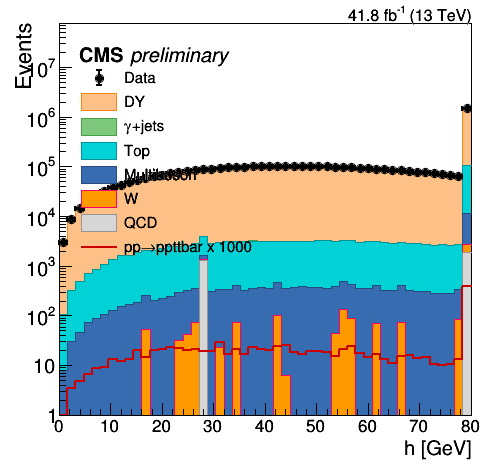 41.8 fb⁻¹ (13 TeV)
Events
CMS preliminary
Data
DY
γ+jets
Top
Multiboson
W
QCD
pp→ppttbar x 1000
10⁷
10⁶
10⁵
10⁴
10³
10²
10
1
0 10 20 30 40 50 60 70 80
h [GeV]